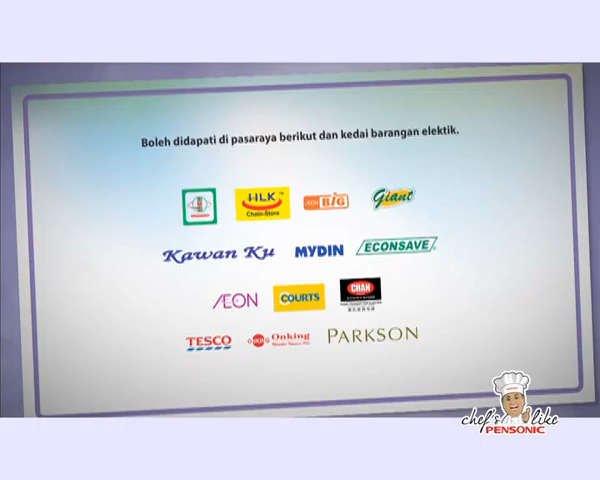 Boleh didapati di pasaraya berikut dan kedai barangan elektik.
HLK
Chain-Store
AEON BiG
Giant
Kawan Ku
MYDIN
ECONSAVE
ÆON
COURTS
CHAN
TESCO
Onking
PARKSON
chef's like
PENSONIC